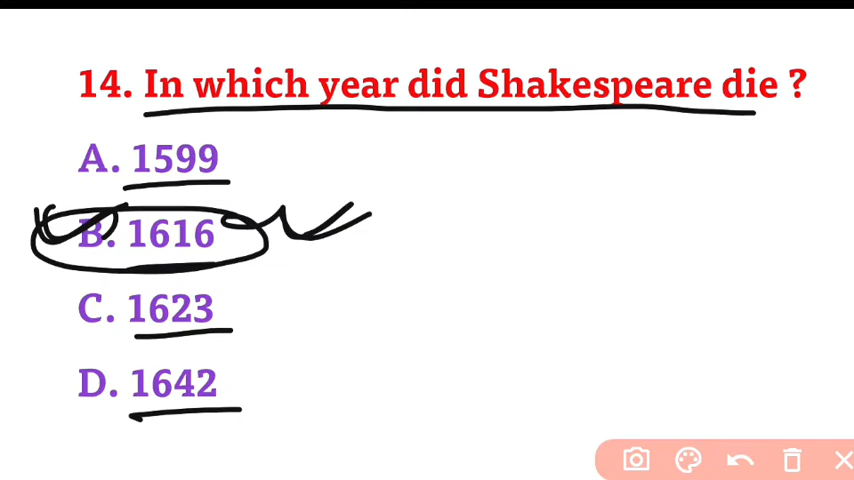 14. In which year did Shakespeare die ?
A. 1599
B. 1616
C. 1623
D. 1642